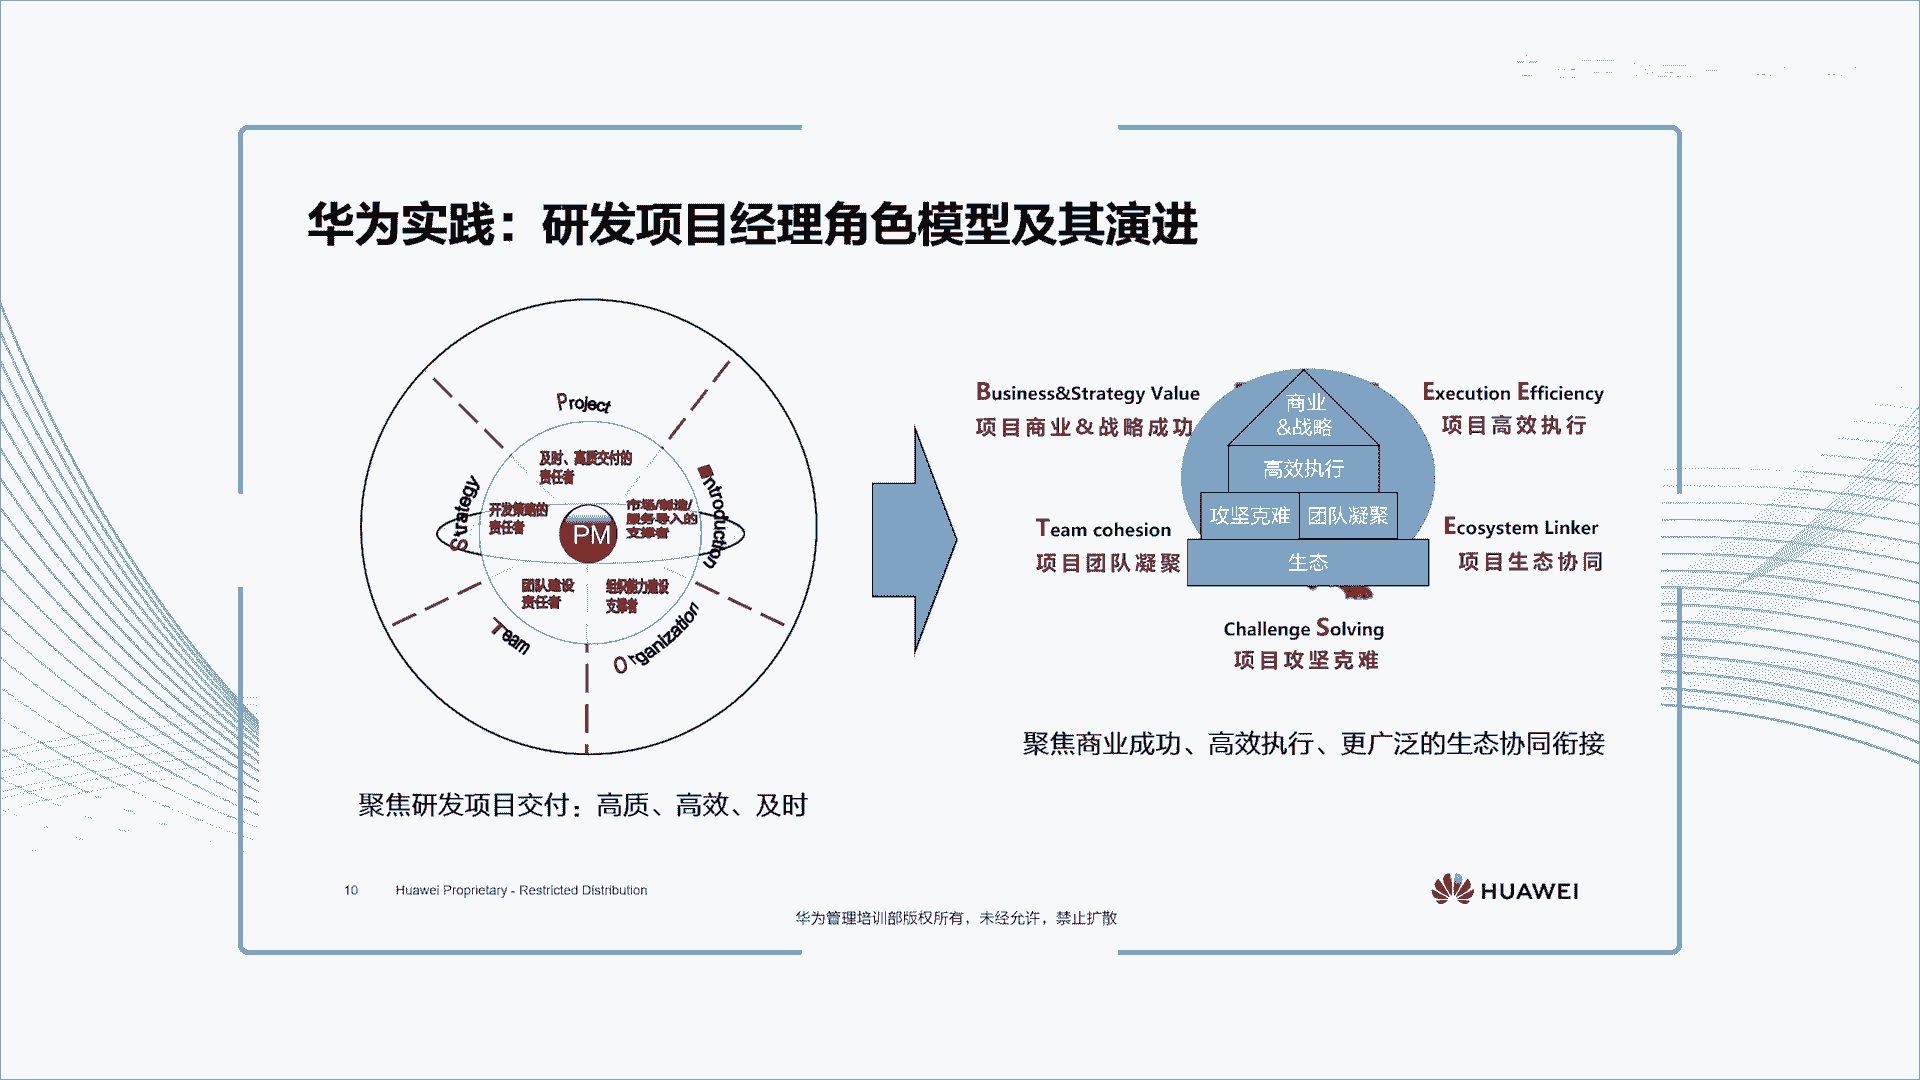 华为实践：研发项目经理角色模型及其演进
Project
及时、高质交付的
责任者
Strategy
开发策略的
责任者
PM
市场/制造/
服务导入的
支撑者
Introduction
团队建设
责任者
组织能力建设
支撑者
Team
Organization
聚焦研发项目交付：高质、高效、及时
Business&Strategy Value
项目商业&战略成功
Execution Efficiency
项目高效执行
商业
&战略
高效执行
攻坚克难
团队凝聚
生态
Team cohesion
项目团队凝聚
Ecosystem Linker
项目生态协同
Challenge Solving
项目攻坚克难
聚焦商业成功、高效执行、更广泛的生态协同衔接
10
Huawei Proprietary - Restricted Distribution
HUAWEI
华为管理培训部版权所有，未经允许，禁止扩散